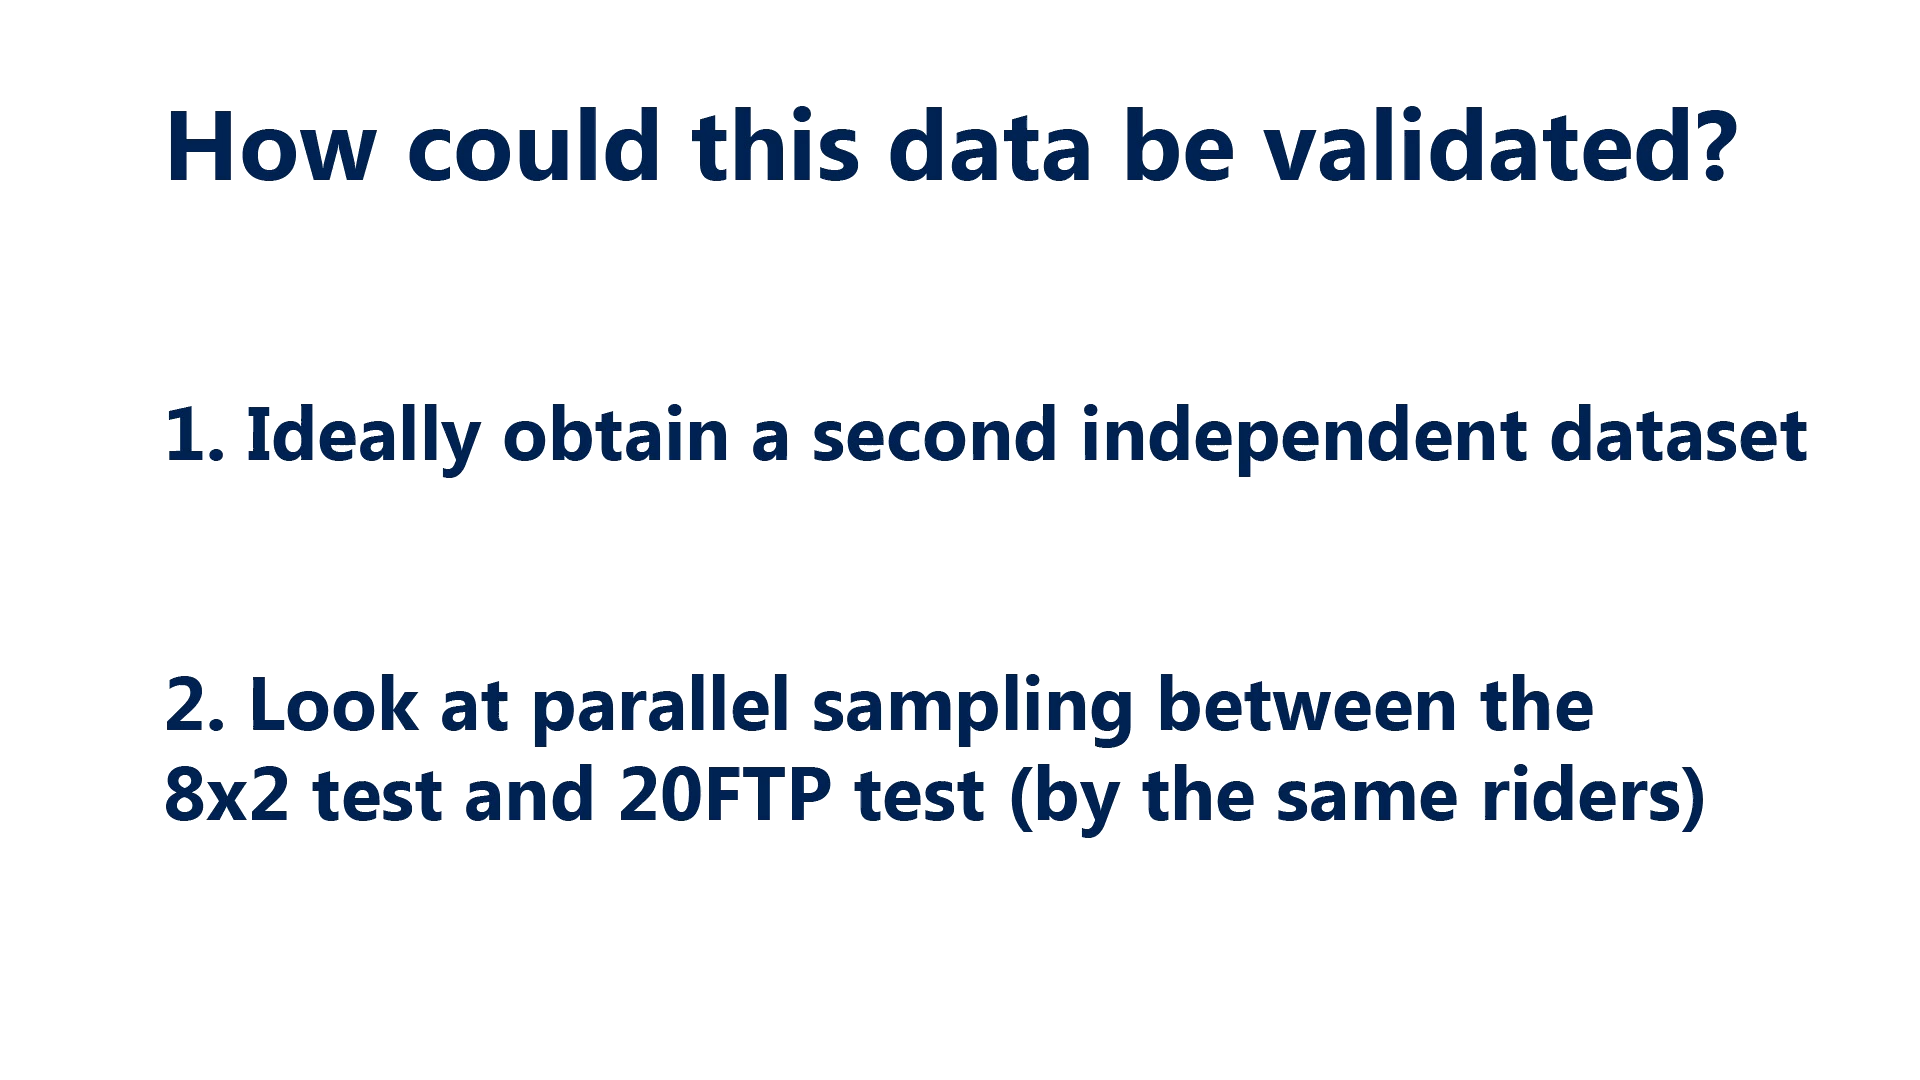 How could this data be validated?
1. Ideally obtain a second independent dataset
2. Look at parallel sampling between the
8x2 test and 20FTP test (by the same riders)